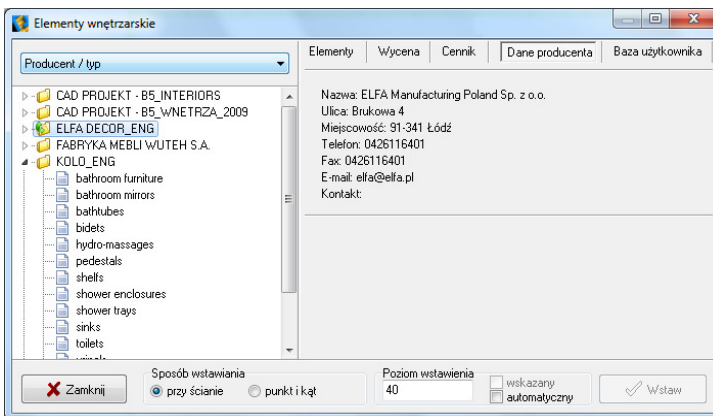 Elementy wnętrzarskie
Producent / typ
CAD PROJEKT - B5_INTERIORS
CAD PROJEKT - B5_WNETRZA_2009
ELFA DECOR_ENG
FABRYKA MEBLI WUTEH S.A.
KOLO_ENG
bathroom furniture
bathroom mirrors
bathtubes
bidets
hydro-massages
pedestals
shelfs
shower enclosures
shower trays
sinks
toilets
Elementy Wycena Cennik Dane producenta Baza użytkownika
Nazwa: ELFA Manufacturing Poland Sp. z o.o.
Ulica: Brukowa 4
Miejscowość: 91-341 Łódź
Telefon: 0426116401
Fax: 0426116401
E-mail: elfa@elfa.pl
Kontakt:
Zamknij
Sposób wstawiania
przy ścianie punkt i kąt
Poziom wstawienia
40
wskazany
automatyczny
Wstaw